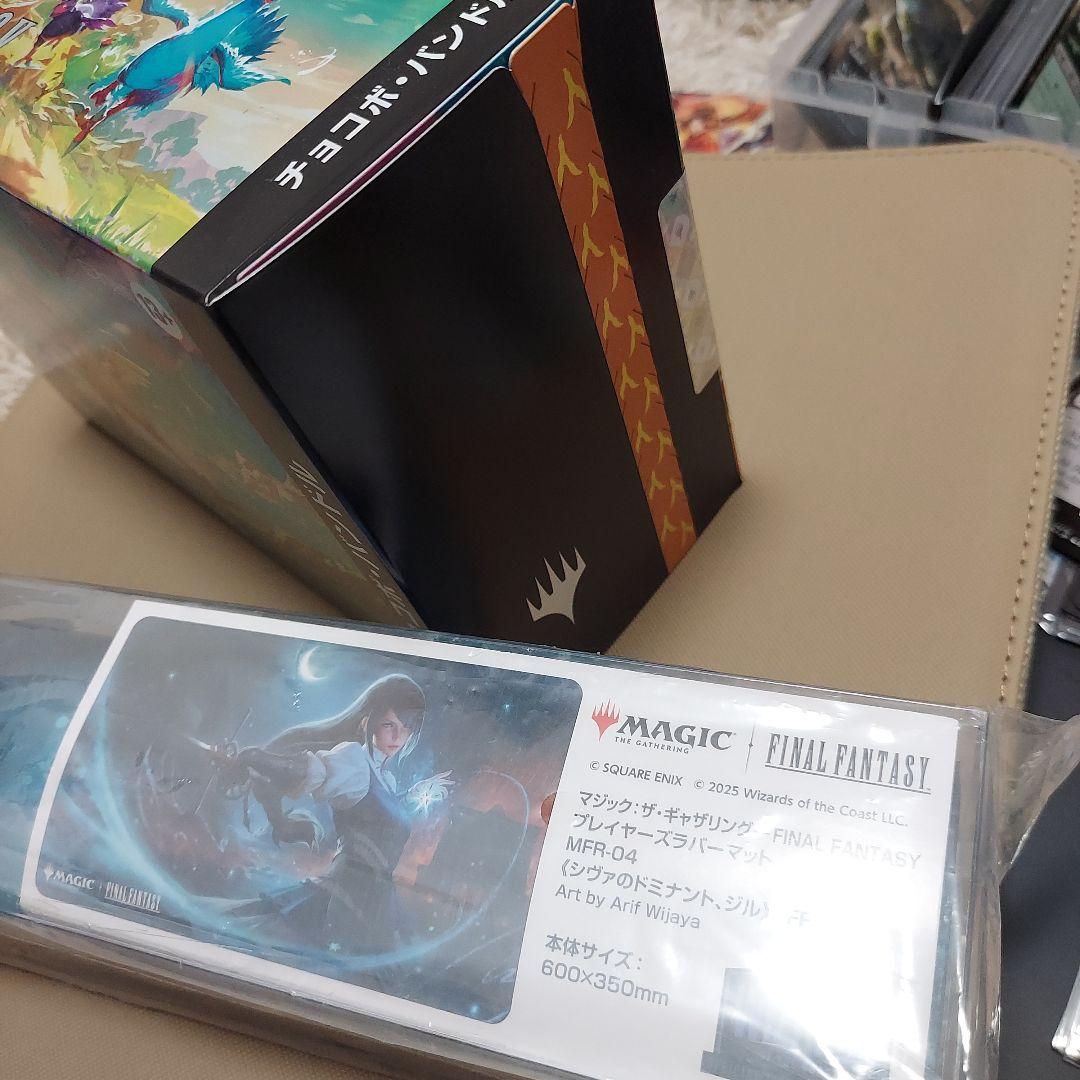 チョコボ・バンドル
13+
MAGIC
THE GATHERING
FINAL FANTASY
© SQUARE ENIX © 2025 Wizards of the Coast LLC.
マジック:ザ・ギャザリング FINAL FANTASY
プレイヤーズラバーマット
MFR-04
《シヴァのドミナント、ジル》
Art by Arif Wijaya
本体サイズ:
600×350mm
MAGIC FINAL FANTASY